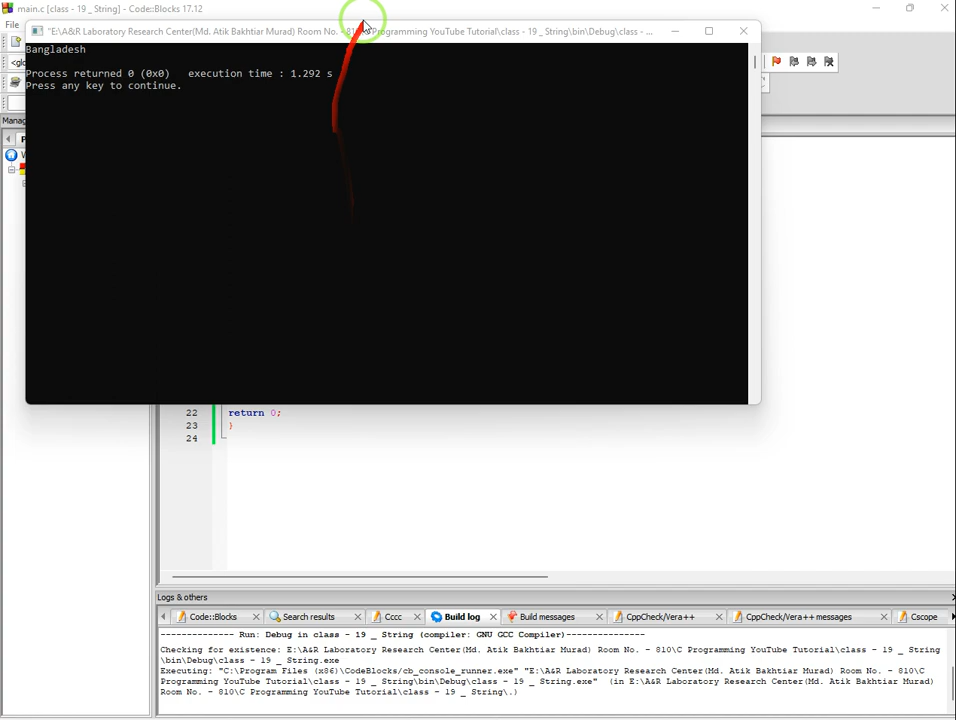 main.c [class - 19 _ String] - Code::Blocks 17.12
File
"E:\A&R Laboratory Research Center(Md. Atik Bakhtiar Murad) Room No. - 81 Programming YouTube Tutorial\class - 19 _ String\bin\Debug\class - ...
Bangladesh
Process returned 0 (0x0)   execution time : 1.292 s
Press any key to continue.
<glo
Manag
P
22 return 0;
23 }
24
Logs & others
Code::Blocks Search results Cccc Build log Build messages CppCheck/Vera++ CppCheck/Vera++ messages Cscope
-------------- Run: Debug in class - 19 _ String (compiler: GNU GCC Compiler)---------------
Checking for existence: E:\A&R Laboratory Research Center(Md. Atik Bakhtiar Murad) Room No. - 810\C Programming YouTube Tutorial\class - 19 _ String
\bin\Debug\class - 19 _ String.exe
Executing: "C:\Program Files (x86)\CodeBlocks/cb_console_runner.exe" "E:\A&R Laboratory Research Center(Md. Atik Bakhtiar Murad) Room No. - 810\C
Programming YouTube Tutorial\class - 19 _ String\bin\Debug\class - 19 _ String.exe"  (in E:\A&R Laboratory Research Center(Md. Atik Bakhtiar Murad)
Room No. - 810\C Programming YouTube Tutorial\class - 19 _ String\.)